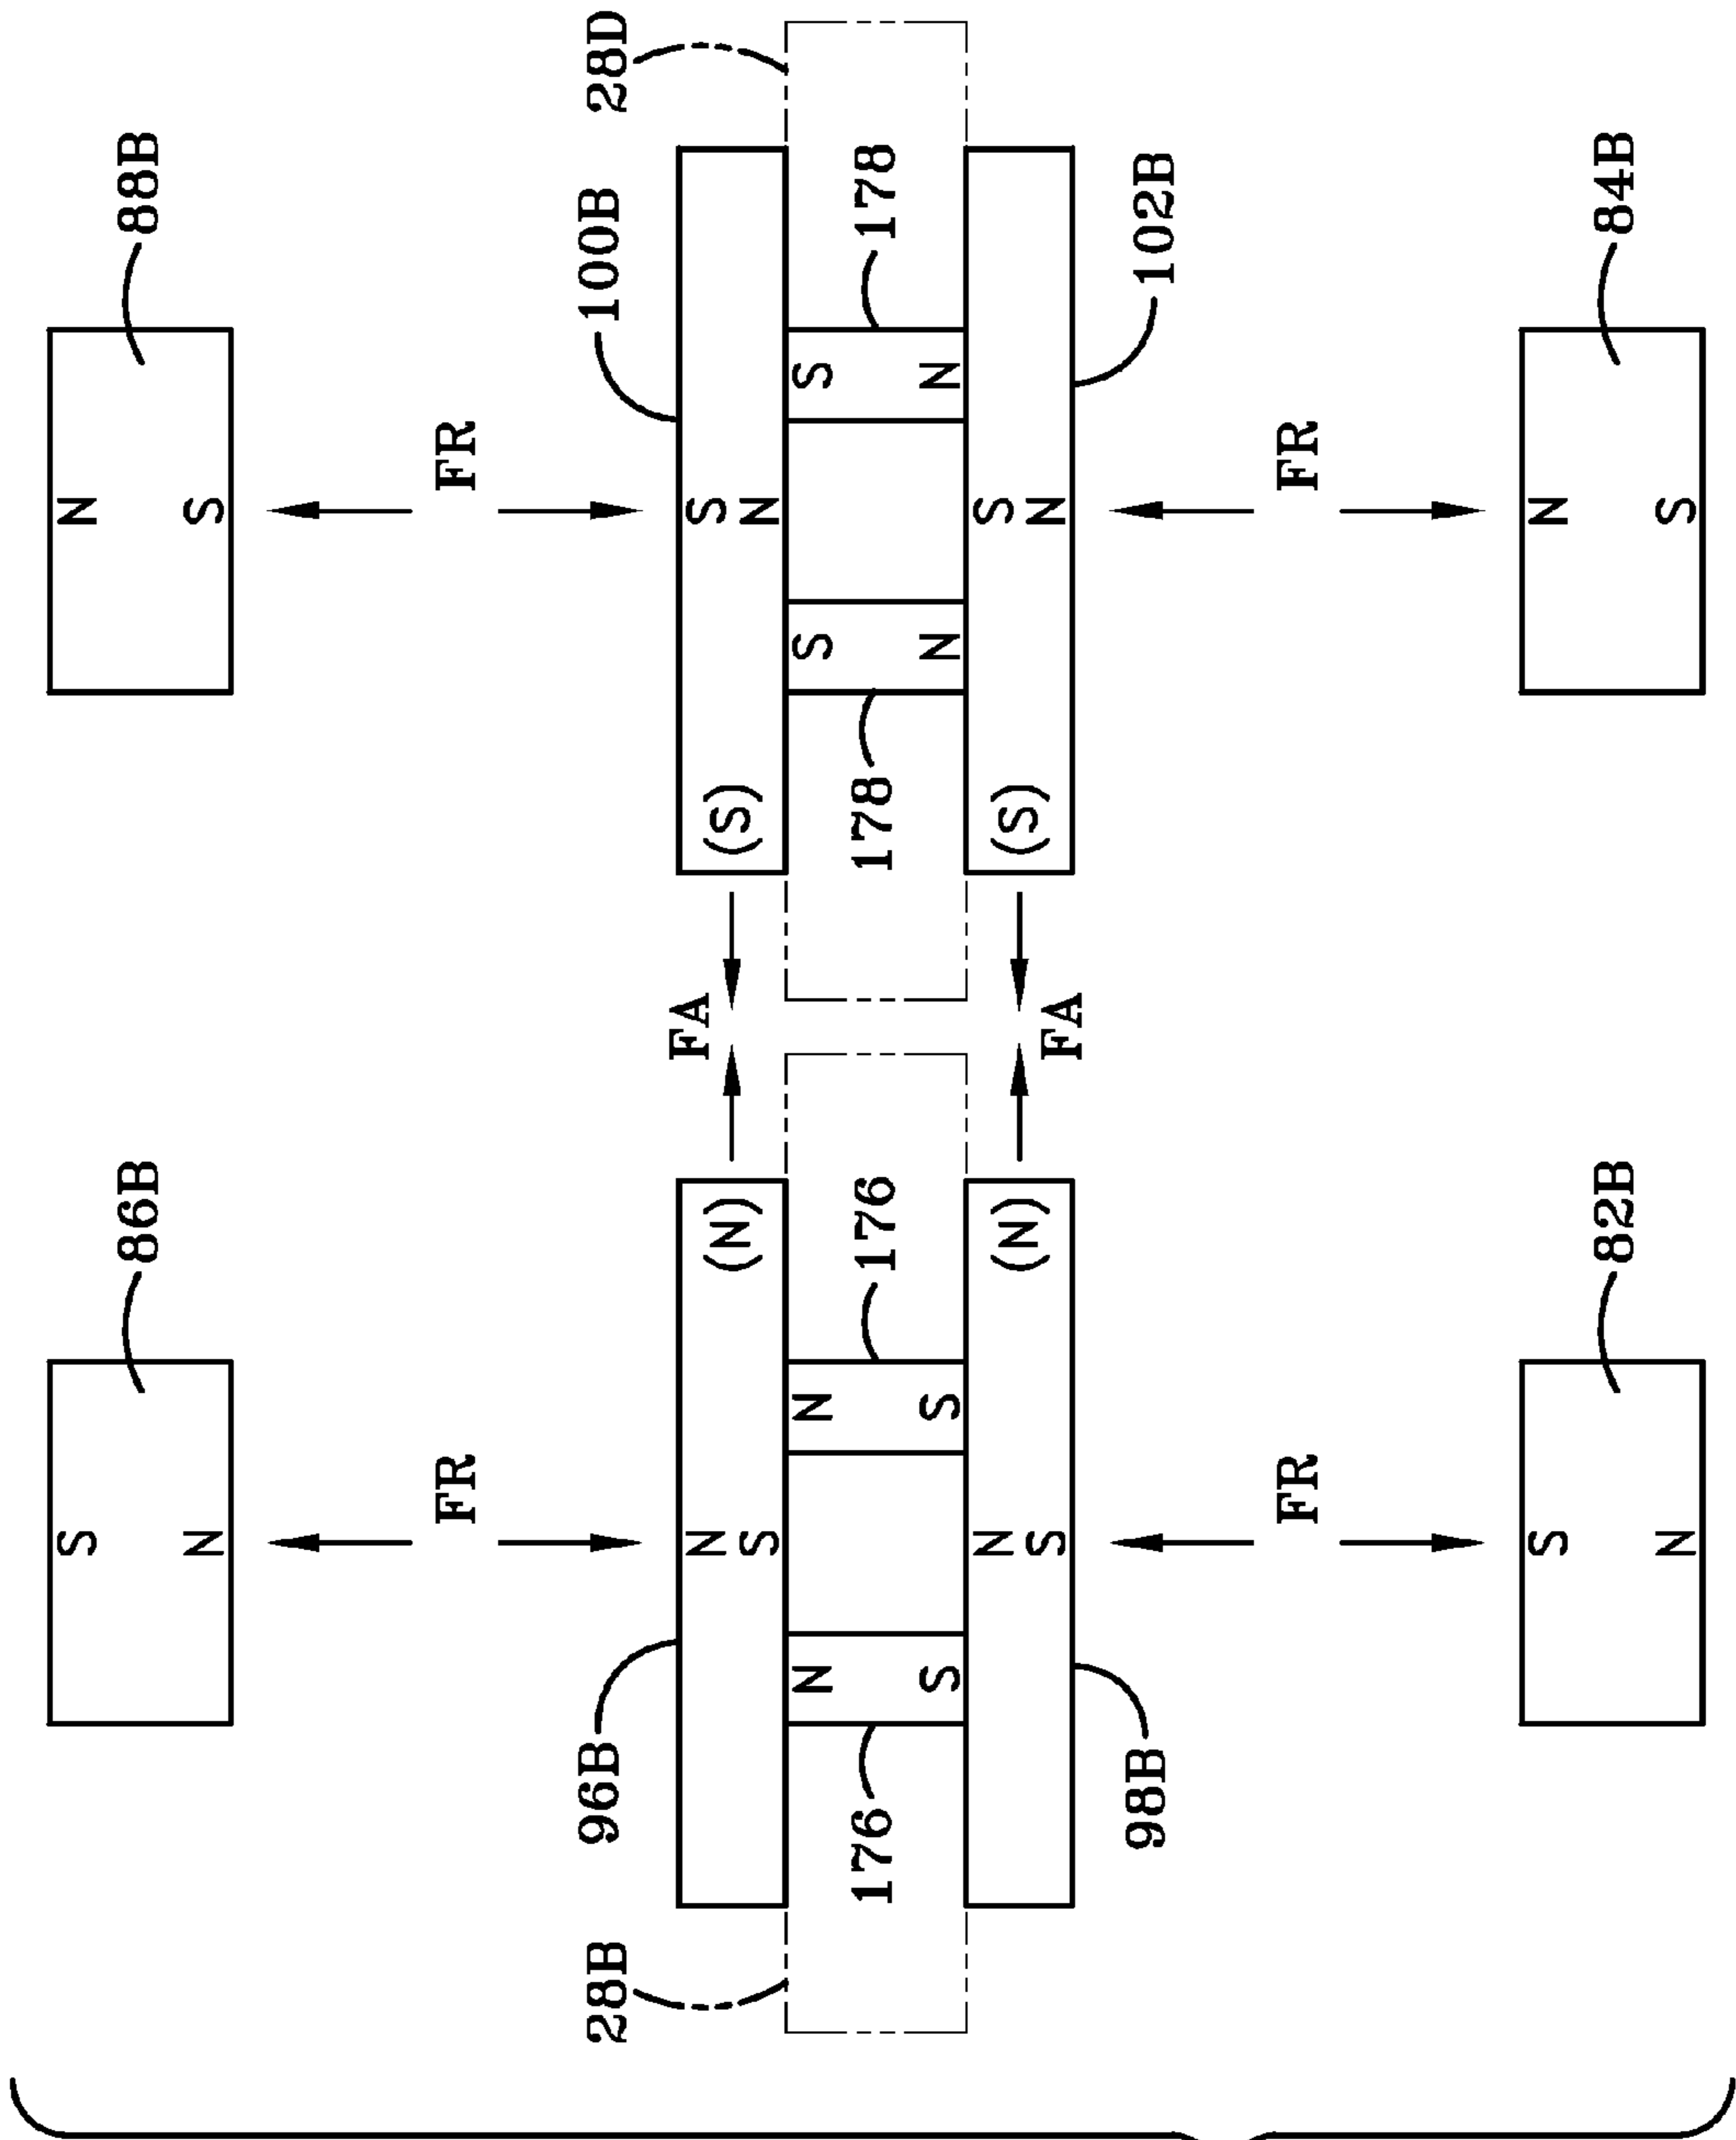 86B 88B
S N
N S
FR FR
28B 96B 100B 28D
FA
N S
(N) (S)
S N
N N S S
176 176 178 178
S S N N
N S
(N) (S)
S N
FA
98B 102B
FR FR
S N
82B 84B
N S